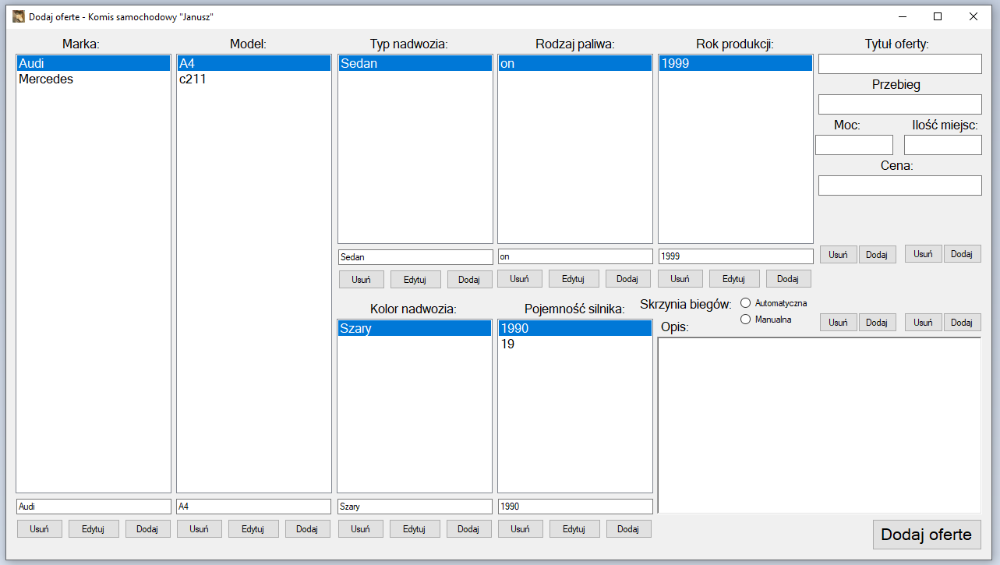 Dodaj oferte - Komis samochodowy "Janusz"
Marka: Model: Typ nadwozia: Rodzaj paliwa: Rok produkcji: Tytuł oferty:
Audi A4 Sedan on 1999
Mercedes c211
Przebieg
Moc: Ilość miejsc:
Cena:
Sedan on 1999
Usuń Dodaj Usuń Dodaj
Usuń Edytuj Dodaj Usuń Edytuj Dodaj Usuń Edytuj Dodaj
Kolor nadwozia: Pojemność silnika: Skrzynia biegów: Automatyczna
Manualna
Usuń Dodaj Usuń Dodaj
Opis:
Szary 1990
19
Audi A4 Szary 1990
Usuń Edytuj Dodaj Usuń Edytuj Dodaj Usuń Edytuj Dodaj Usuń Edytuj Dodaj
Dodaj oferte